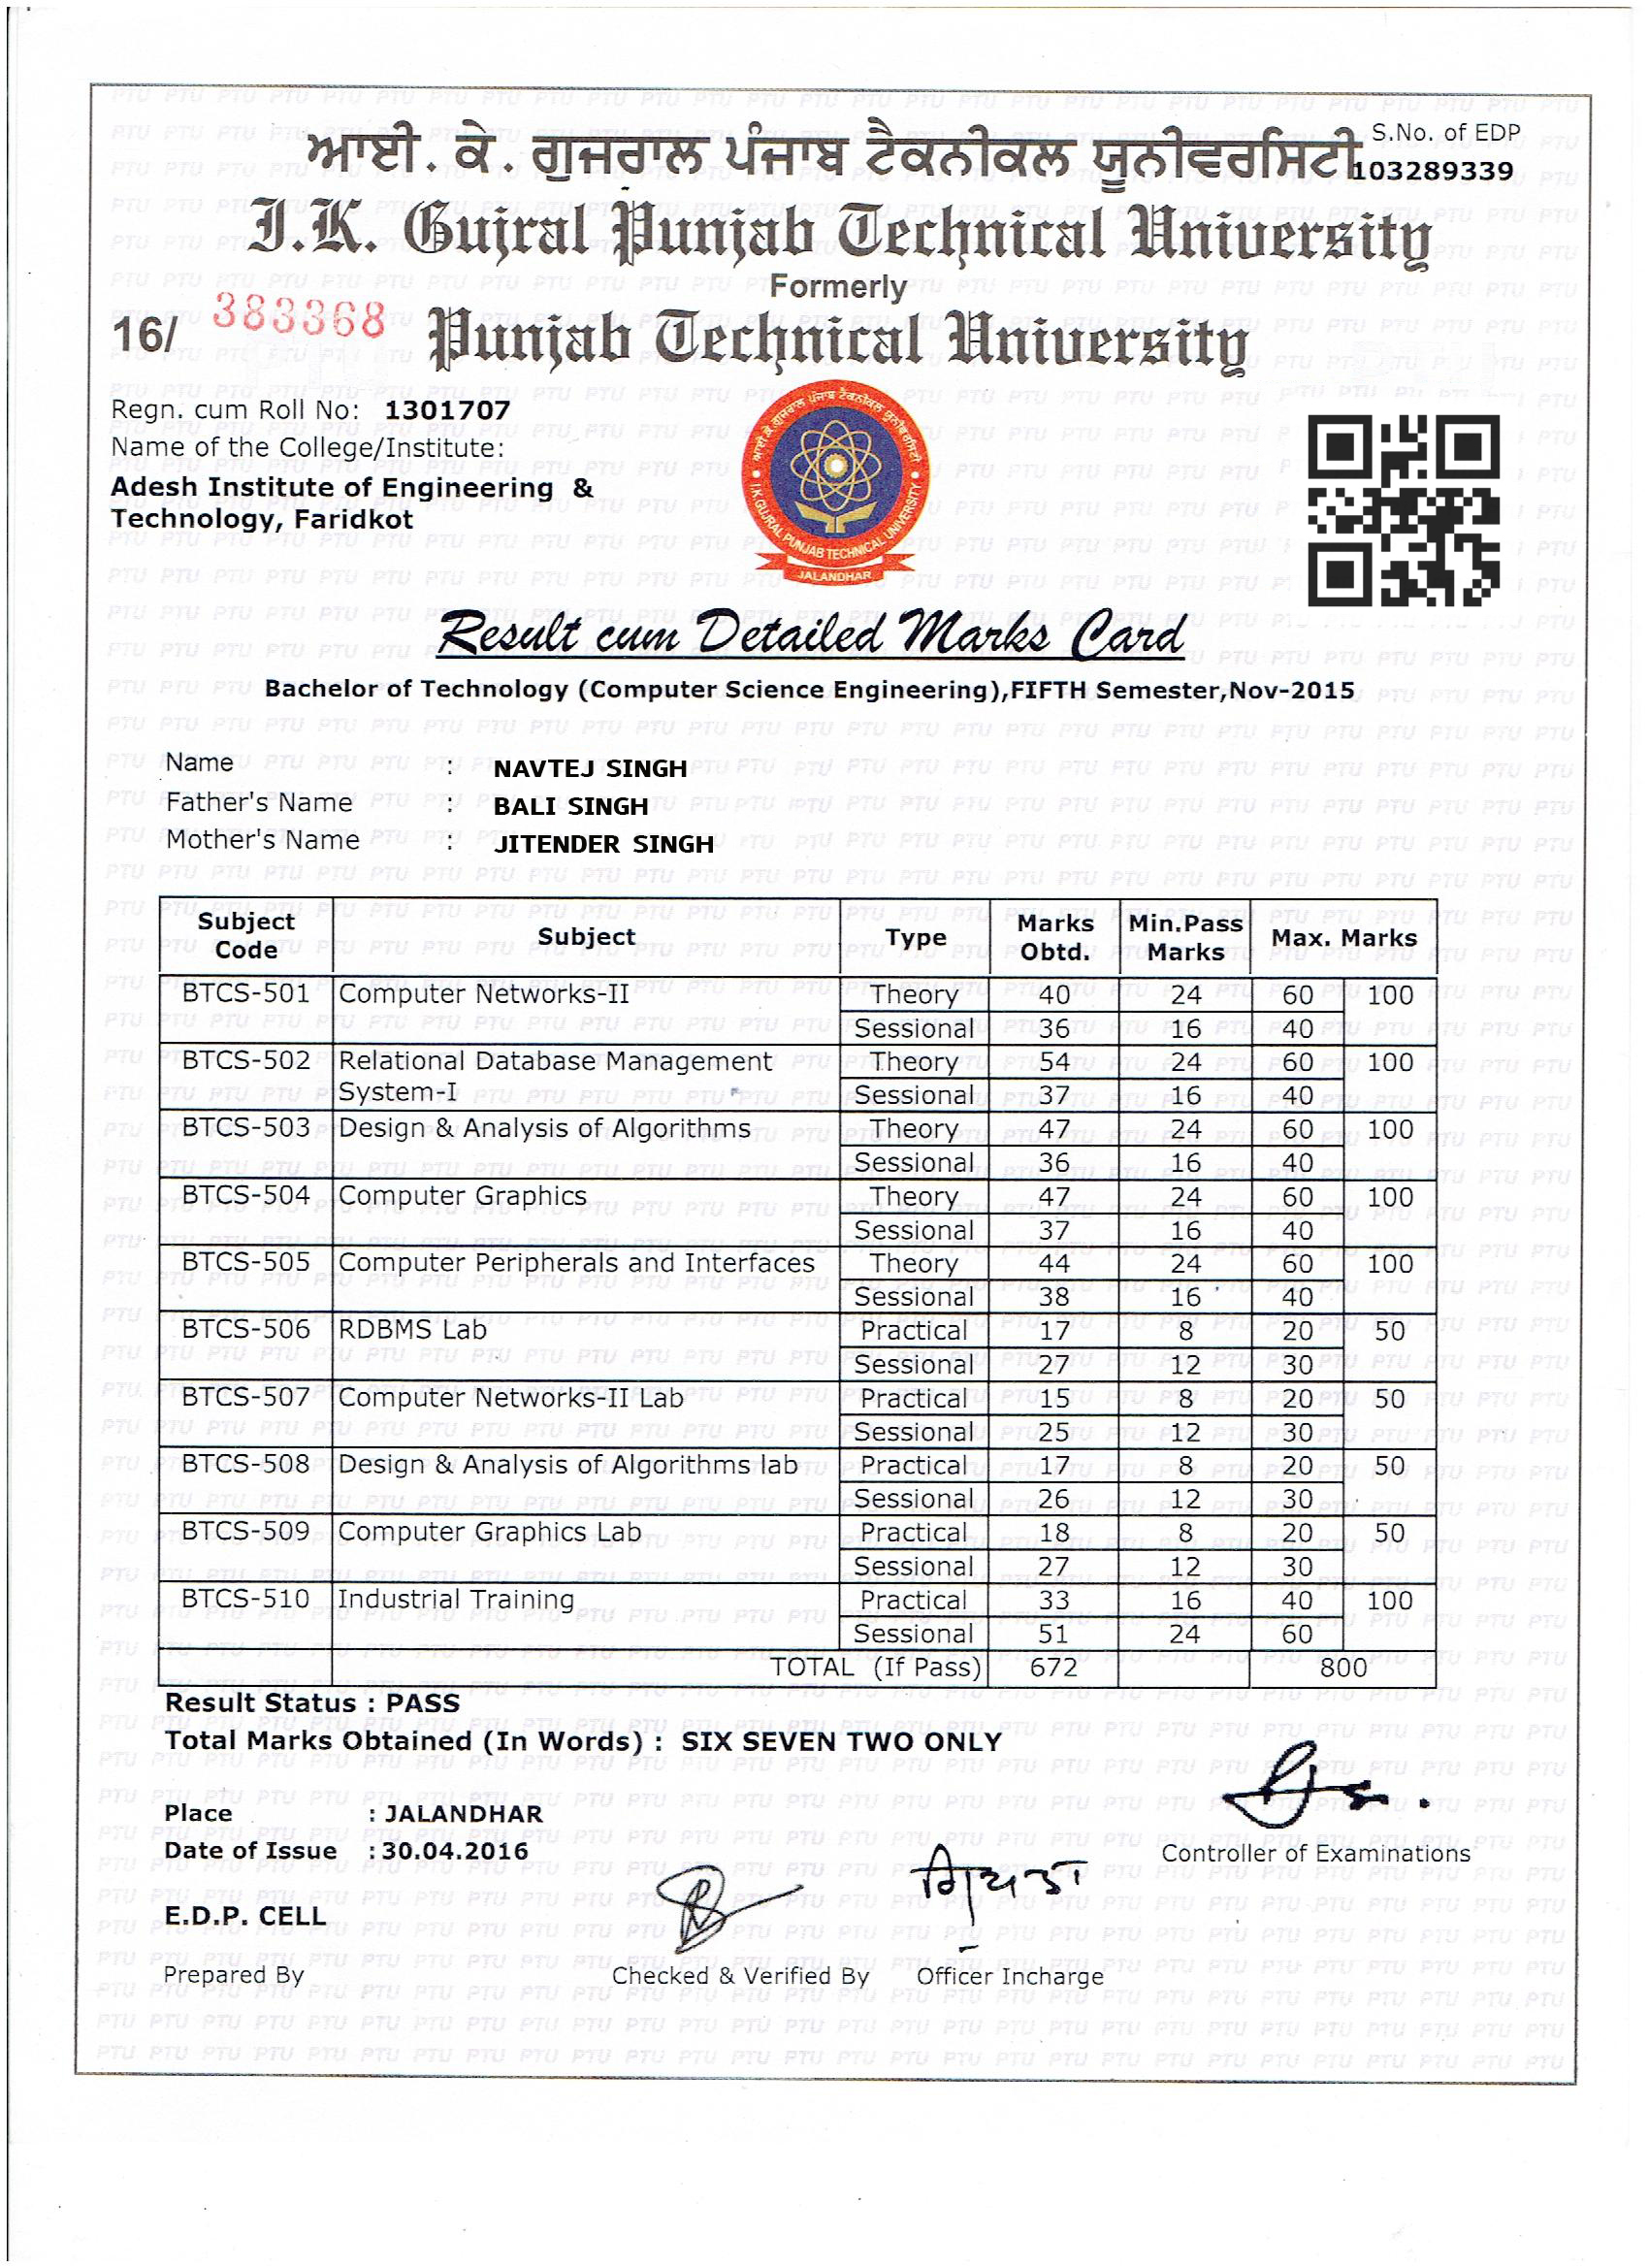 ਆਈ. ਕੇ. ਗੁਜਰਾਲ ਪੰਜਾਬ ਟੈਕਨੀਕਲ ਯੂਨੀਵਰਸਿਟੀ
S.No. of EDP
103289339
I.K. Gujral Punjab Technical University
Formerly
16/ 383368
Punjab Technical University
Regn. cum Roll No: 1301707
Name of the College/Institute:
Adesh Institute of Engineering &
Technology, Faridkot
I.K.GUJRAL PUNJAB TECHNICAL UNIVERSITY
JALANDHAR
Result cum Detailed Marks Card
Bachelor of Technology (Computer Science Engineering),FIFTH Semester,Nov-2015
Name : NAVTEJ SINGH
Father's Name : BALI SINGH
Mother's Name : JITENDER SINGH
Subject Code Subject Type Marks Obtd. Min.Pass Marks Max. Marks
BTCS-501 Computer Networks-II Theory 40 24 60 100
Sessional 36 16 40
BTCS-502 Relational Database Management Theory 54 24 60 100
System-I Sessional 37 16 40
BTCS-503 Design & Analysis of Algorithms Theory 47 24 60 100
Sessional 36 16 40
BTCS-504 Computer Graphics Theory 47 24 60 100
Sessional 37 16 40
BTCS-505 Computer Peripherals and Interfaces Theory 44 24 60 100
Sessional 38 16 40
BTCS-506 RDBMS Lab Practical 17 8 20 50
Sessional 27 12 30
BTCS-507 Computer Networks-II Lab Practical 15 8 20 50
Sessional 25 12 30
BTCS-508 Design & Analysis of Algorithms lab Practical 17 8 20 50
Sessional 26 12 30
BTCS-509 Computer Graphics Lab Practical 18 8 20 50
Sessional 27 12 30
BTCS-510 Industrial Training Practical 33 16 40 100
Sessional 51 24 60
TOTAL (If Pass) 672 800
Result Status : PASS
Total Marks Obtained (In Words) : SIX SEVEN TWO ONLY
Place : JALANDHAR
Date of Issue : 30.04.2016
Controller of Examinations
E.D.P. CELL
Prepared By
Checked & Verified By
Officer Incharge